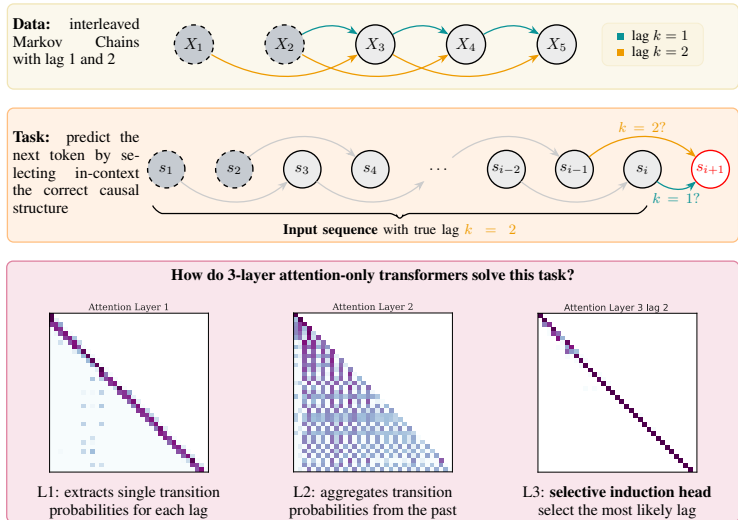 Data: interleaved
Markov Chains
with lag 1 and 2
X1 X2 X3 X4 X5
lag k = 1
lag k = 2
Task: predict the
next token by se-
lecting in-context
the correct causal
structure
k = 2?
s1 s2 s3 s4 ... si−2 si−1 si si+1
k = 1?
Input sequence with true lag k = 2
How do 3-layer attention-only transformers solve this task?
Attention Layer 1
Attention Layer 2
Attention Layer 3 lag 2
L1: extracts single transition
probabilities for each lag
L2: aggregates transition
probabilities from the past
L3: selective induction head
select the most likely lag